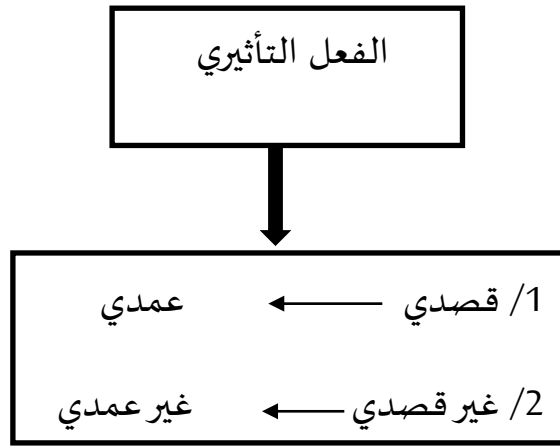 الفعل التأثيري
1/ قصدي ← عمدي
2/ غير قصدي ← غير عمدي